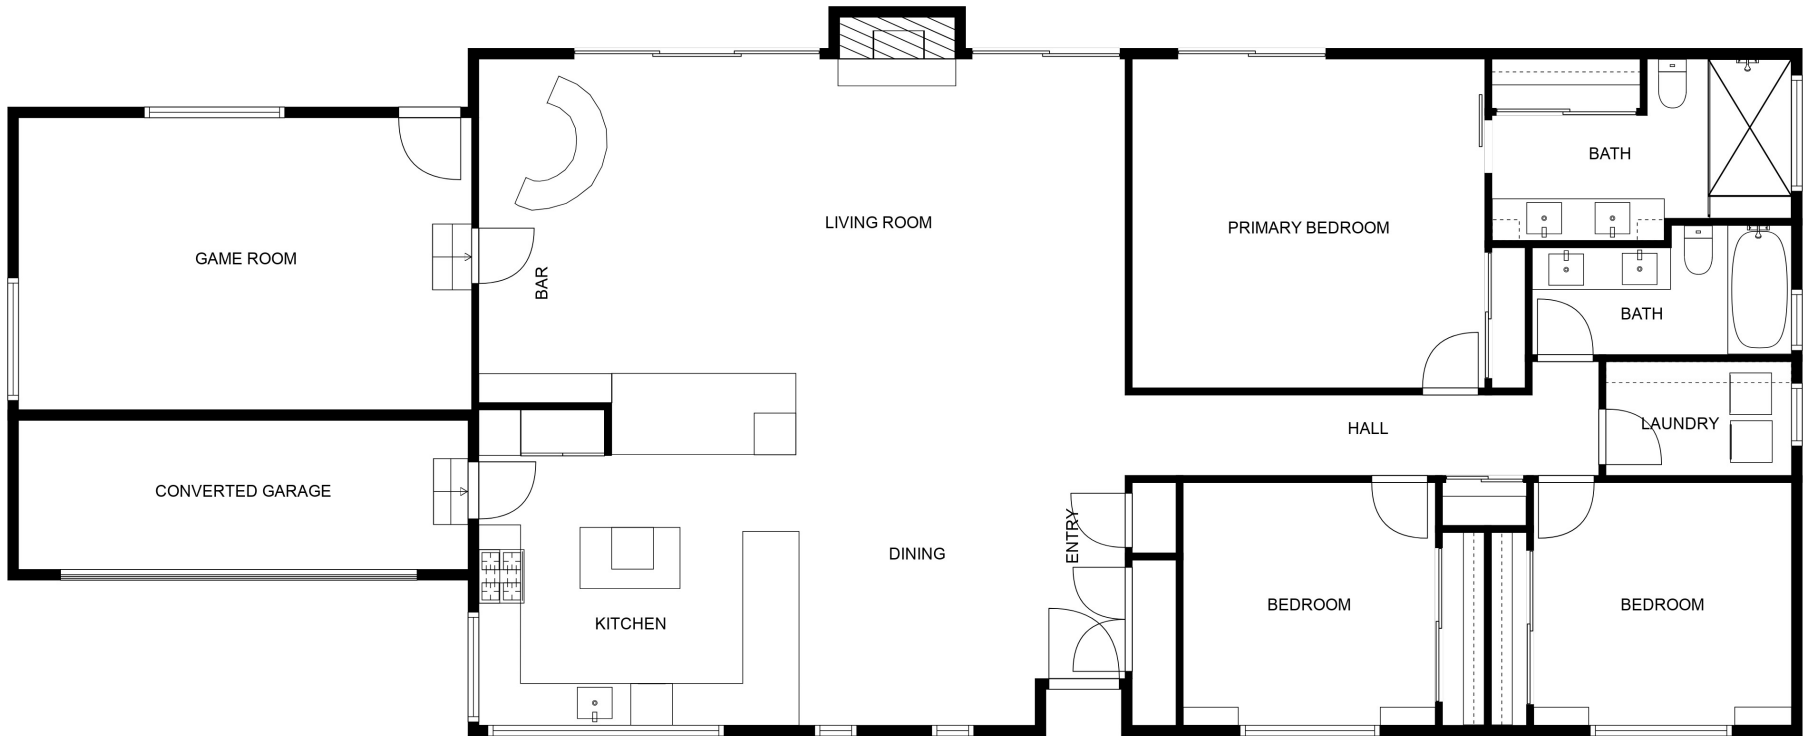 BATH
LIVING ROOM
PRIMARY BEDROOM
GAME ROOM
BAR
BATH
HALL
LAUNDRY
CONVERTED GARAGE
ENTRY
DINING
KITCHEN
BEDROOM
BEDROOM